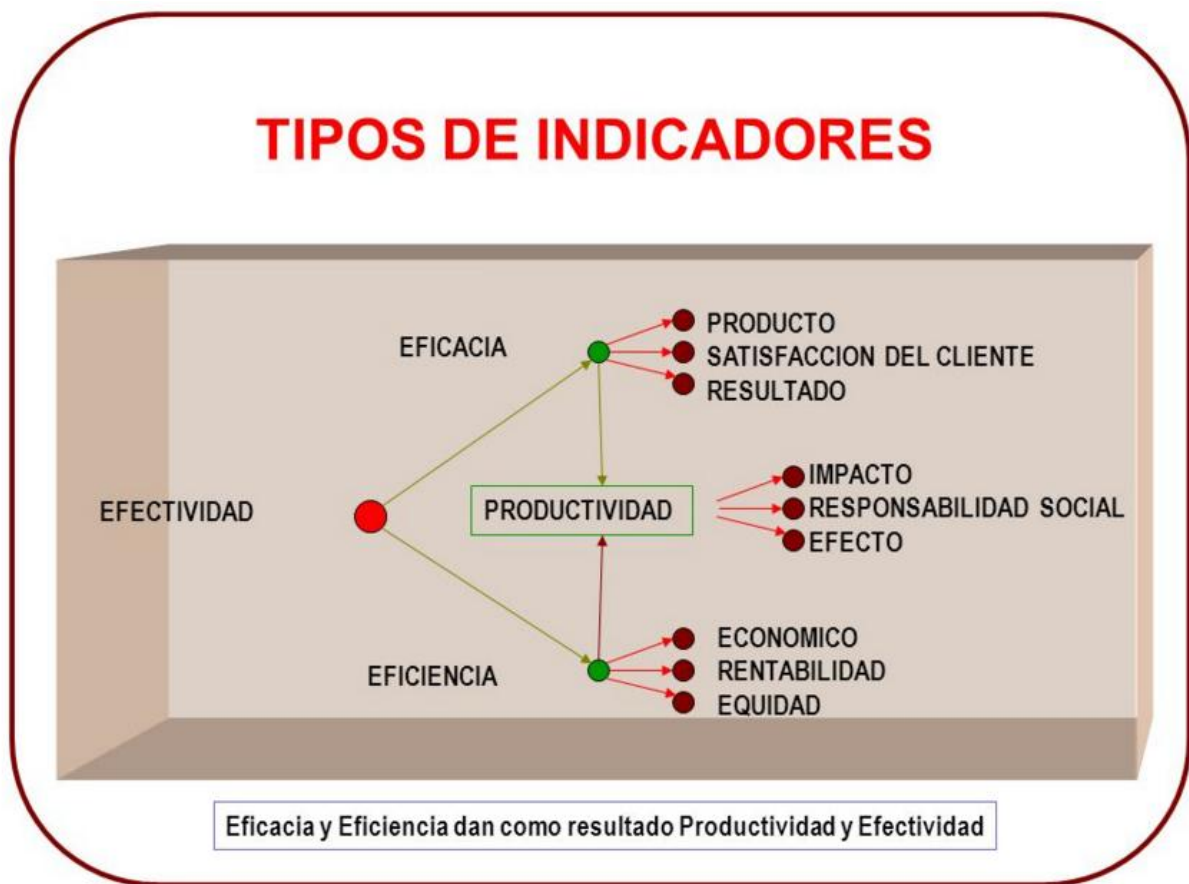 TIPOS DE INDICADORES
EFICACIA
PRODUCTO
SATISFACCION DEL CLIENTE
RESULTADO
EFECTIVIDAD
PRODUCTIVIDAD
IMPACTO
RESPONSABILIDAD SOCIAL
EFECTO
EFICIENCIA
ECONOMICO
RENTABILIDAD
EQUIDAD
Eficacia y Eficiencia dan como resultado Productividad y Efectividad